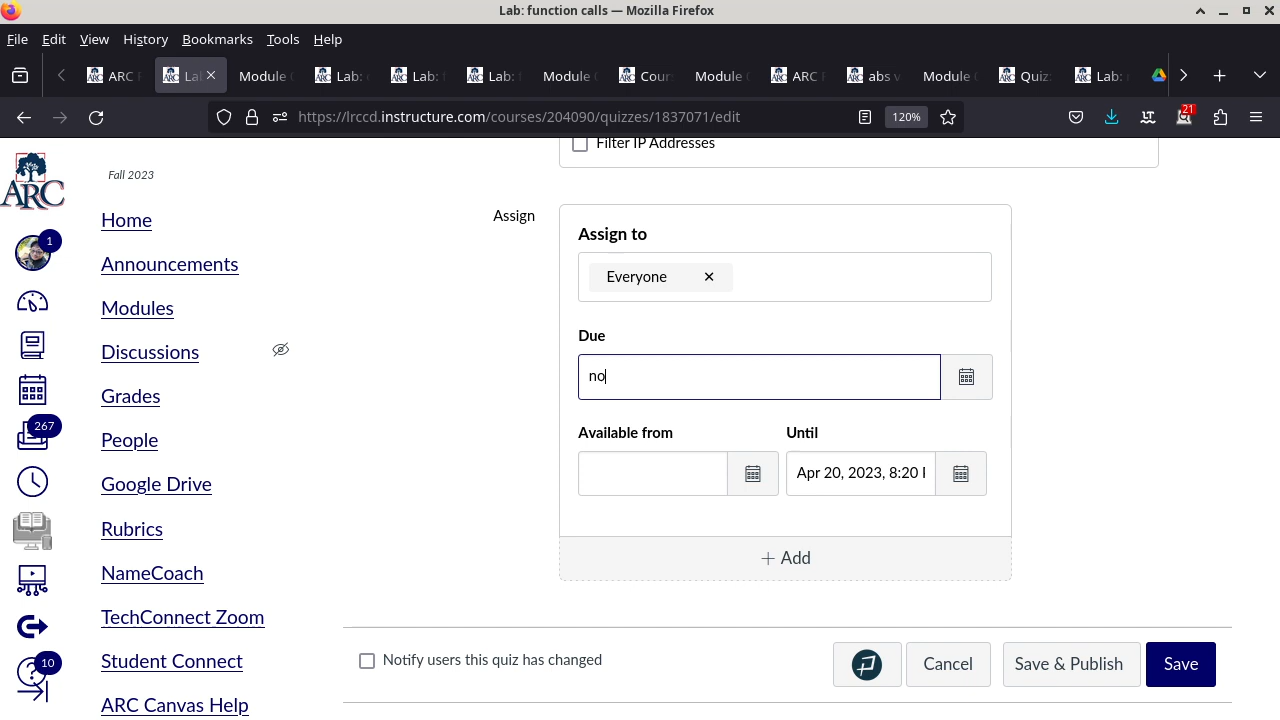 Lab: function calls — Mozilla Firefox
File Edit View History Bookmarks Tools Help
ARC Module Lab: Lab: Lab: Module Cour Module ARC abs v Module Quiz: Lab:
https://lrccd.instructure.com/courses/204090/quizzes/1837071/edit 120% 21
Filter IP Addresses
ARC
Fall 2023
Home
Announcements
Modules
Discussions
Grades
People
Google Drive
Rubrics
NameCoach
TechConnect Zoom
Student Connect
ARC Canvas Help
1
267
10
Assign
Assign to
Everyone
Due
no
Available from Until
Apr 20, 2023, 8:20
+ Add
Notify users this quiz has changed
Cancel Save & Publish Save